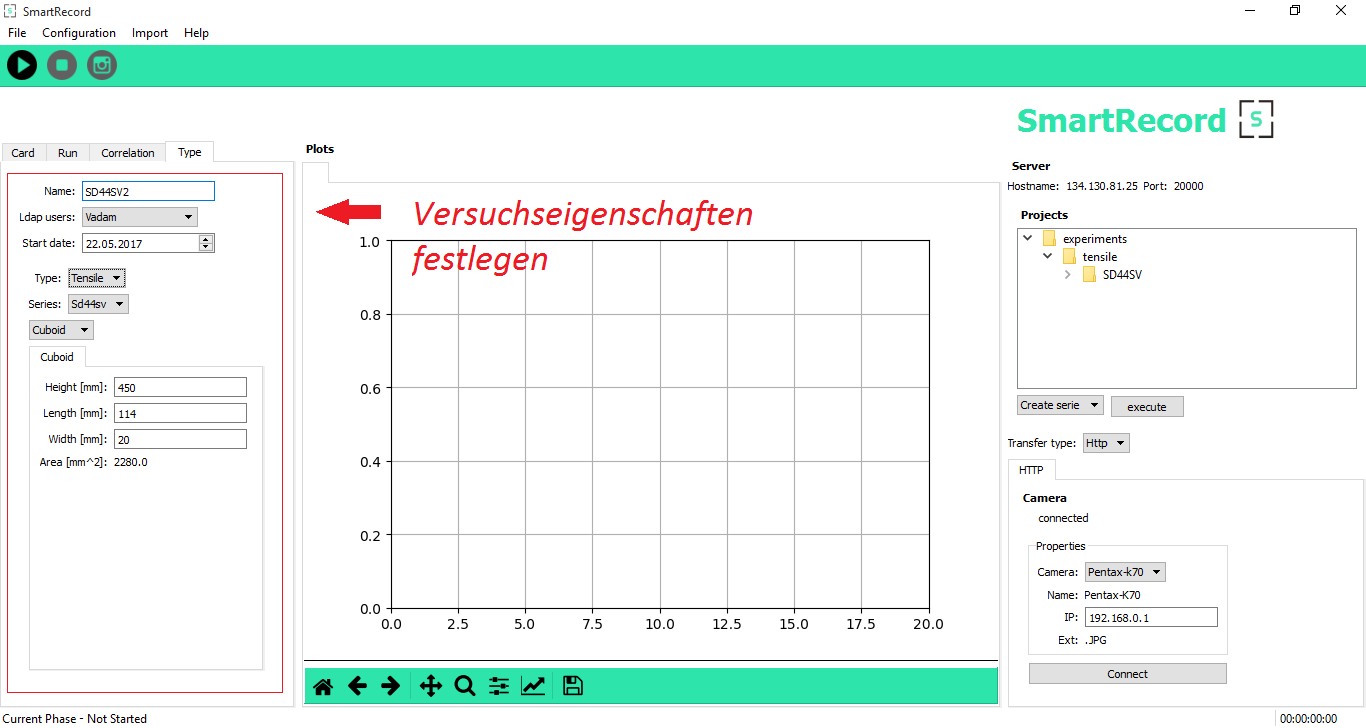 SmartRecord
File Configuration Import Help
SmartRecord S
Card Run Correlation Type
Name: SD44SV2
Ldap users: Vadam
Start date: 22.05.2017
Type: Tensile
Series: Sd44sv
Cuboid
Cuboid
Height [mm]: 450
Length [mm]: 114
Width [mm]: 20
Area [mm^2]: 2280.0
Plots
Versuchseigenschaften
festlegen
1.0
0.8
0.6
0.4
0.2
0.0
0.0 2.5 5.0 7.5 10.0 12.5 15.0 17.5 20.0
Server
Hostname: 134.130.81.25 Port: 20000
Projects
experiments
tensile
SD44SV
Create serie execute
Transfer type: Http
HTTP
Camera
connected
Properties
Camera: Pentax-k70
Name: Pentax-K70
IP: 192.168.0.1
Ext: .JPG
Connect
Current Phase - Not Started 00:00:00:00